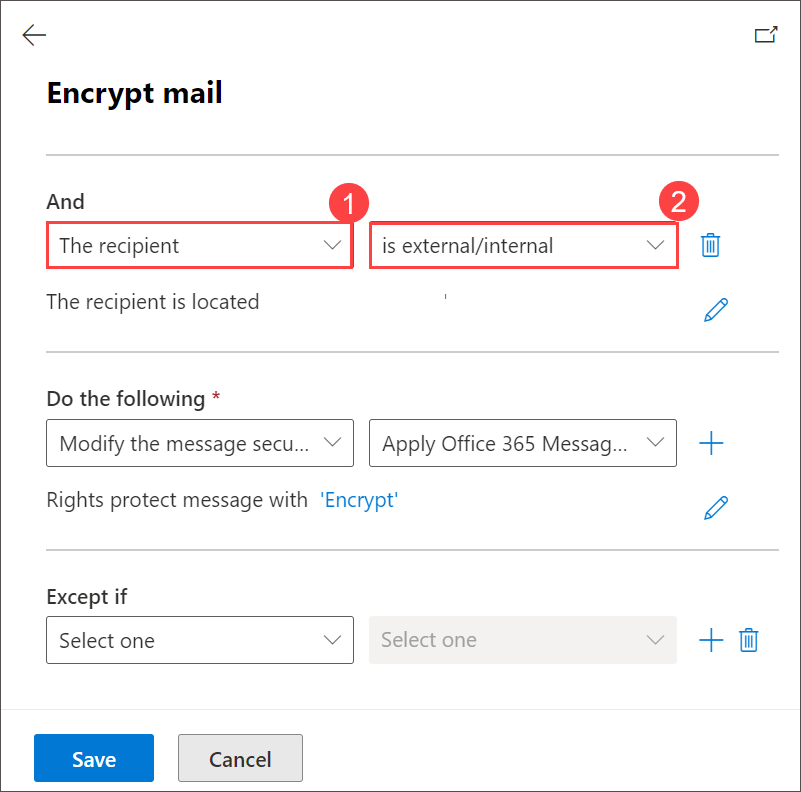 Encrypt mail
And
1
2
The recipient
is external/internal
The recipient is located '
Do the following *
Modify the message secu...
Apply Office 365 Messag...
Rights protect message with 'Encrypt'
Except if
Select one
Select one
Save
Cancel